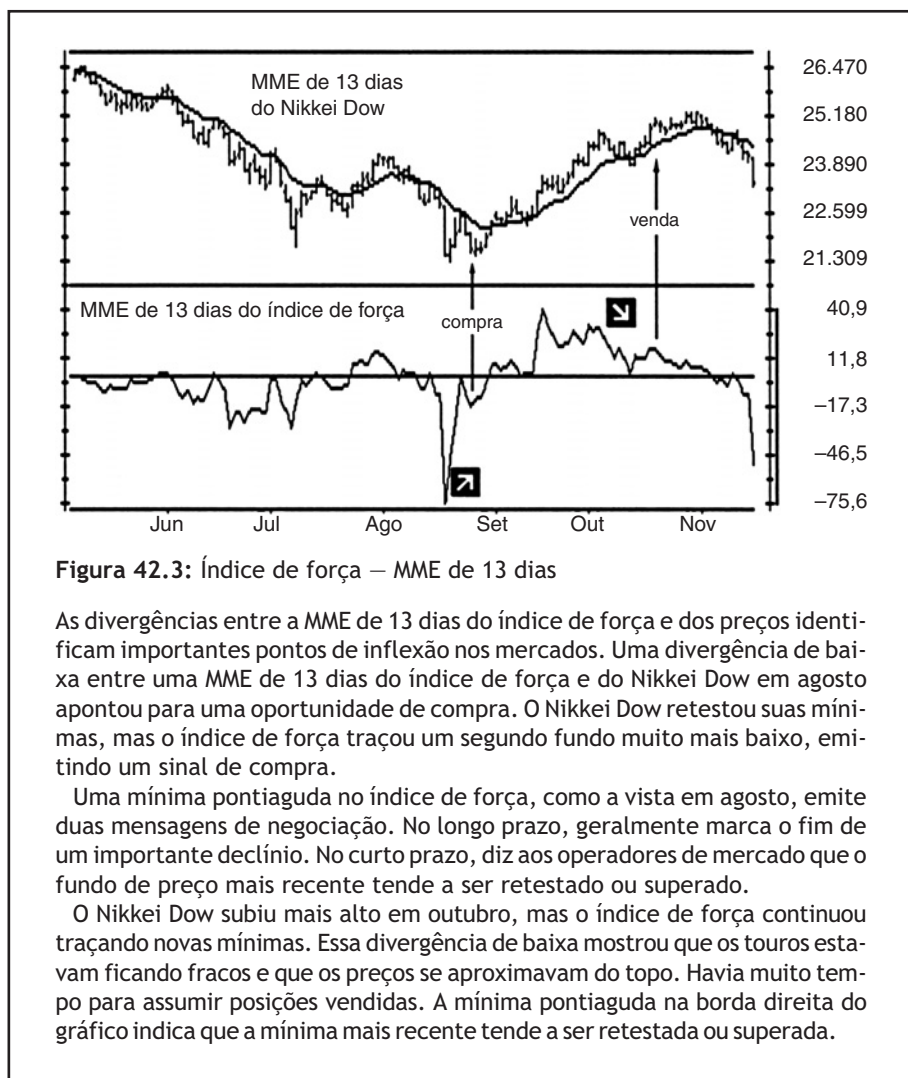 MME de 13 dias
do Nikkei Dow
26.470
25.180
23.890
22.599
21.309
venda
MME de 13 dias do índice de força
compra
40,9
11,8
–17,3
–46,5
–75,6
Jun Jul Ago Set Out Nov
Figura 42.3: Índice de força — MME de 13 dias
As divergências entre a MME de 13 dias do índice de força e dos preços identi-
ficam importantes pontos de inflexão nos mercados. Uma divergência de bai-
xa entre uma MME de 13 dias do índice de força e do Nikkei Dow em agosto
apontou para uma oportunidade de compra. O Nikkei Dow retestou suas míni-
mas, mas o índice de força traçou um segundo fundo muito mais baixo, emi-
tindo um sinal de compra.
Uma mínima pontiaguda no índice de força, como a vista em agosto, emite
duas mensagens de negociação. No longo prazo, geralmente marca o fim de
um importante declínio. No curto prazo, diz aos operadores de mercado que o
fundo de preço mais recente tende a ser retestado ou superado.
O Nikkei Dow subiu mais alto em outubro, mas o índice de força continuou
traçando novas mínimas. Essa divergência de baixa mostrou que os touros esta-
vam ficando fracos e que os preços se aproximavam do topo. Havia muito tem-
po para assumir posições vendidas. A mínima pontiaguda na borda direita do
gráfico indica que a mínima mais recente tende a ser retestada ou superada.